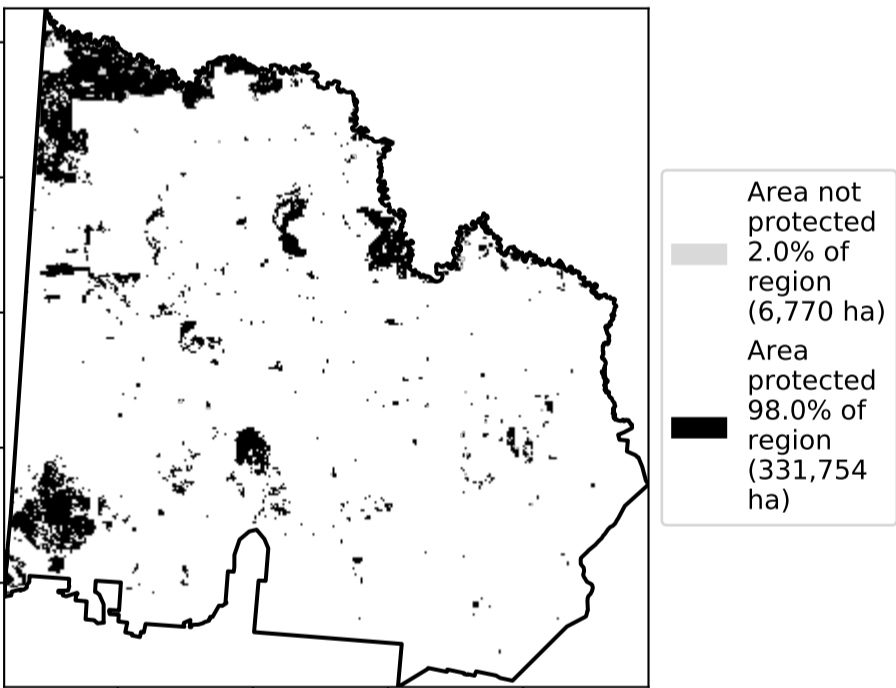 Area not
protected
2.0% of
region
(6,770 ha)
Area
protected
98.0% of
region
(331,754
ha)